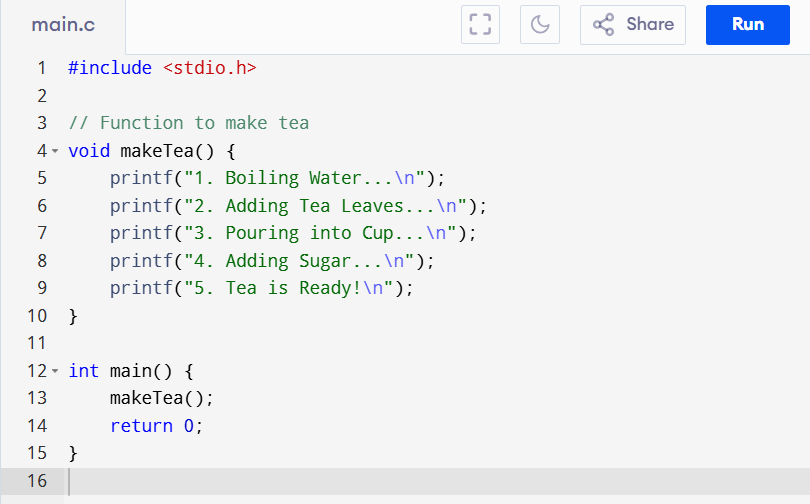 main.c Share Run
1 #include <stdio.h>
2
3 // Function to make tea
4 void makeTea() {
5     printf("1. Boiling Water...\n");
6     printf("2. Adding Tea Leaves...\n");
7     printf("3. Pouring into Cup...\n");
8     printf("4. Adding Sugar...\n");
9     printf("5. Tea is Ready!\n");
10 }
11
12 int main() {
13     makeTea();
14     return 0;
15 }
16